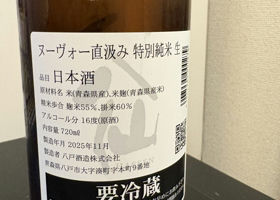 ヌーヴォー直汲み 特別純米 生
品目 日本酒
原材料名 米(青森県産)、米麹(青森県産米)
精米歩合 麹米55%、掛米60%
アルコール分 16度(原酒)
内容量 720㎖
製造年月 2025年11月
製造者 八戸酒造株式会社
青森県八戸市大字湊町字本町9番地
要冷蔵